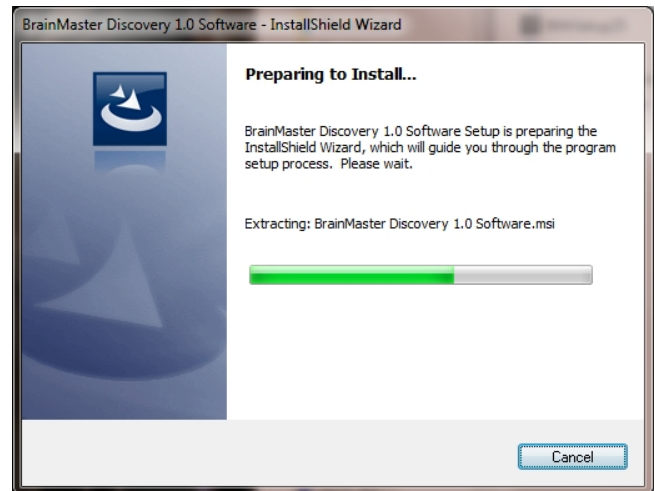 BrainMaster Discovery 1.0 Software - InstallShield Wizard
Preparing to Install...
BrainMaster Discovery 1.0 Software Setup is preparing the
InstallShield Wizard, which will guide you through the program
setup process. Please wait.
Extracting: BrainMaster Discovery 1.0 Software.msi
Cancel